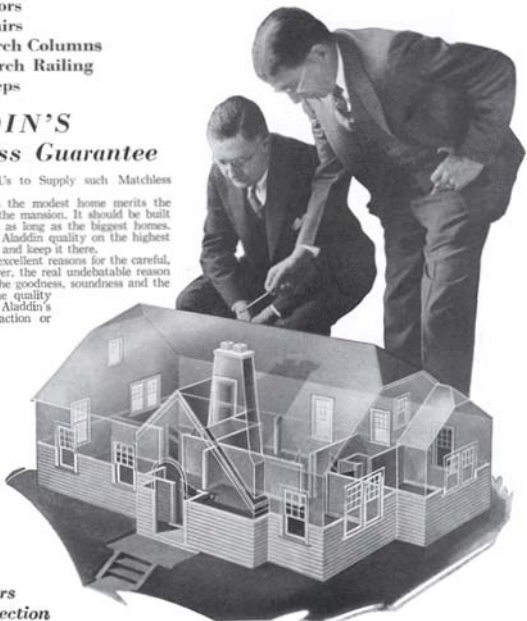 ors
airs
rch Columns
rch Railing
eps
DIN'S
ss Guarantee
Us to Supply such Matchless
the modest home merits the
the mansion. It should be built
as long as the biggest homes.
Aladdin quality on the highest
and keep it there.
excellent reasons for the careful,
er, the real undebatable reason
he goodness, soundness and the
e quality
Aladdin's
action or
rs
ection